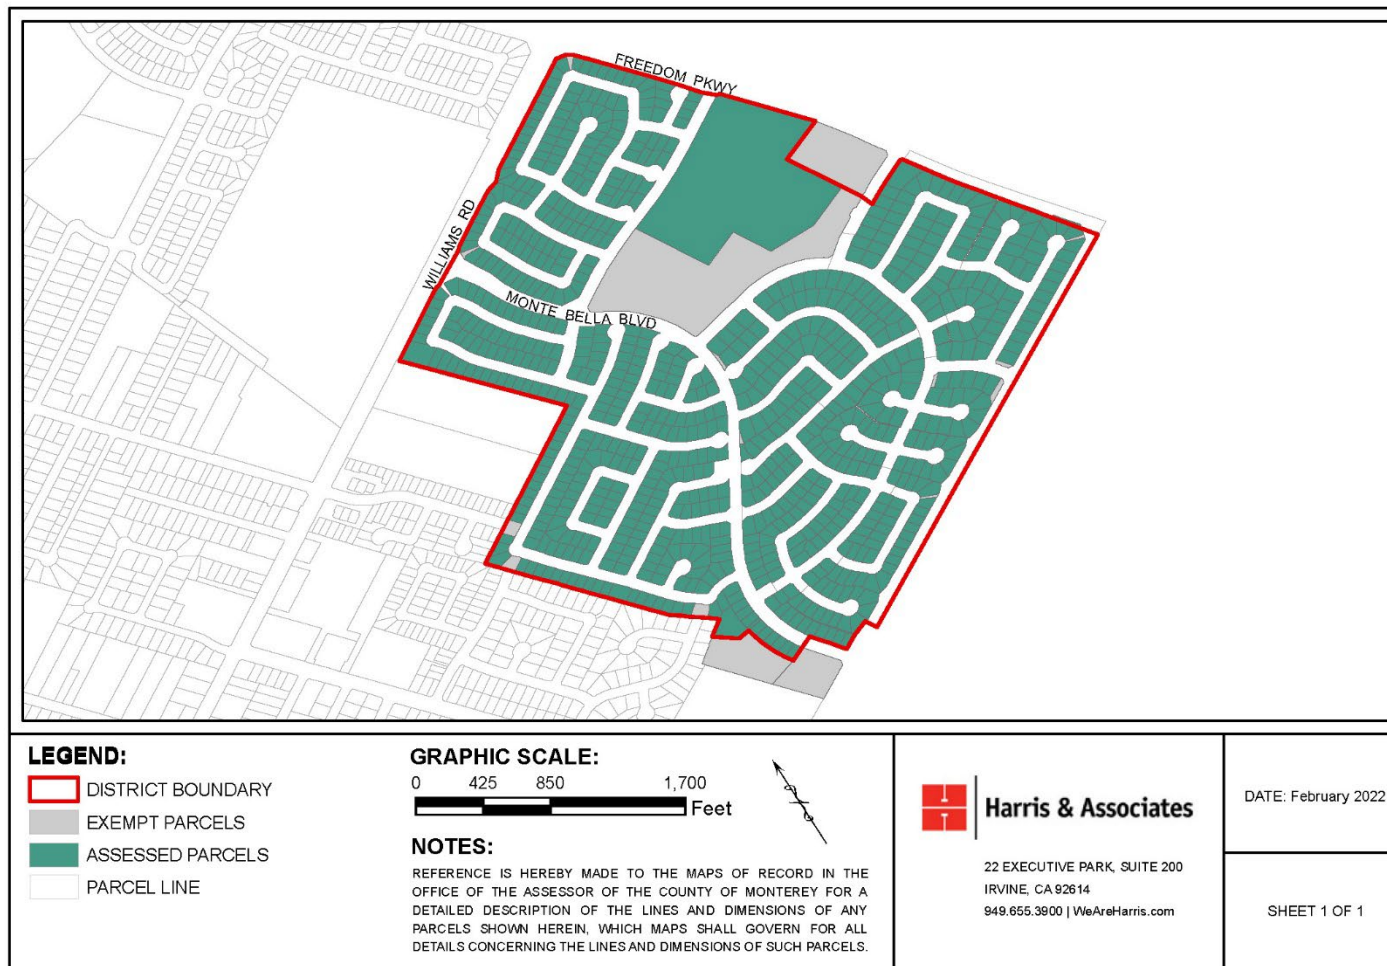 FREEDOM PKWY
WILLIAMS RD
MONTE BELLA BLVD
LEGEND:
DISTRICT BOUNDARY
EXEMPT PARCELS
ASSESSED PARCELS
PARCEL LINE
GRAPHIC SCALE:
0 425 850 1,700
Feet
NOTES:
REFERENCE IS HEREBY MADE TO THE MAPS OF RECORD IN THE
OFFICE OF THE ASSESSOR OF THE COUNTY OF MONTEREY FOR A
DETAILED DESCRIPTION OF THE LINES AND DIMENSIONS OF ANY
PARCELS SHOWN HEREIN, WHICH MAPS SHALL GOVERN FOR ALL
DETAILS CONCERNING THE LINES AND DIMENSIONS OF SUCH PARCELS.
Harris & Associates
22 EXECUTIVE PARK, SUITE 200
IRVINE, CA 92614
949.655.3900 | WeAreHarris.com
DATE: February 2022
SHEET 1 OF 1